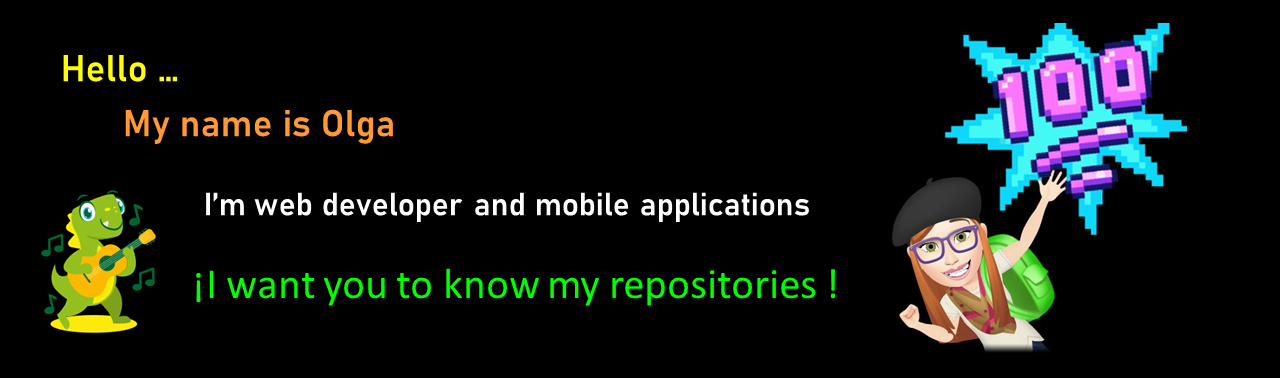 Hello ...
My name is Olga
I'm web developer and mobile applications
¡I want you to know my repositories !
100